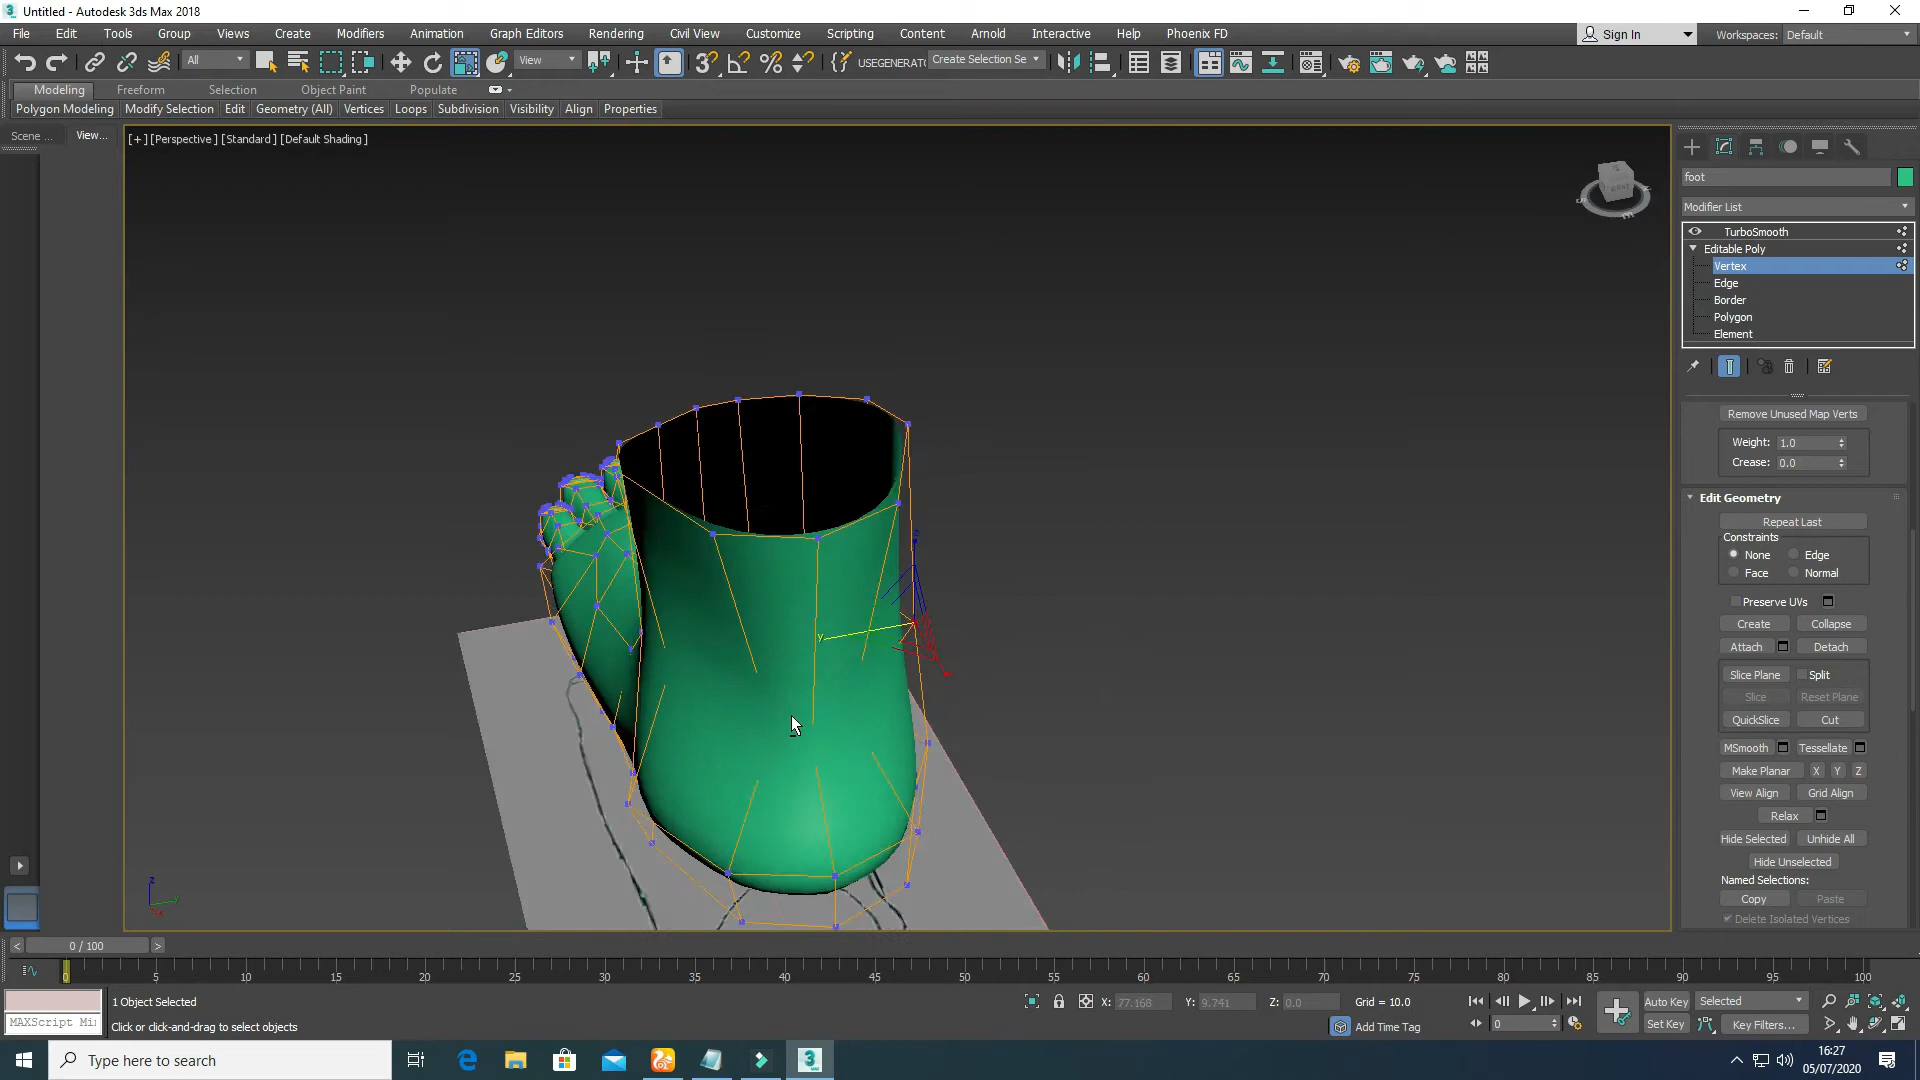 Untitled - Autodesk 3ds Max 2018
File Edit Tools Group Views Create Modifiers Animation Graph Editors Rendering Civil View Customize Scripting Content Arnold Interactive Help Phoenix FD
Sign In
Workspaces: Default
All
View
USEGENERATO
Create Selection Se
Modeling Freeform Selection Object Paint Populate
Polygon Modeling Modify Selection Edit Geometry (All) Vertices Loops Subdivision Visibility Align Properties
Scene ...
View...
[+] [Perspective] [Standard] [Default Shading]
foot
Modifier List
TurboSmooth
Editable Poly
Vertex
Edge
Border
Polygon
Element
Remove Unused Map Verts
Weight: 1.0
Crease: 0.0
Edit Geometry
Repeat Last
Constraints
None Edge
Face Normal
Preserve UVs
Create Collapse
Attach Detach
Slice Plane Split
Slice Reset Plane
QuickSlice Cut
MSmooth Tessellate
Make Planar X Y Z
View Align Grid Align
Relax
Hide Selected Unhide All
Hide Unselected
Named Selections:
Copy Paste
Delete Isolated Vertices
y
z
< 0 / 100 >
0 5 10 15 20 25 30 35 40 45 50 55 60 65 70 75 80 85 90 95 100
1 Object Selected
X: 77.168 Y: 9.741 Z: 0.0 Grid = 10.0
Auto Key Selected
MAXScript Mi
Click or click-and-drag to select objects
Add Time Tag
0
Set Key Key Filters...
Type here to search
16:27
05/07/2020